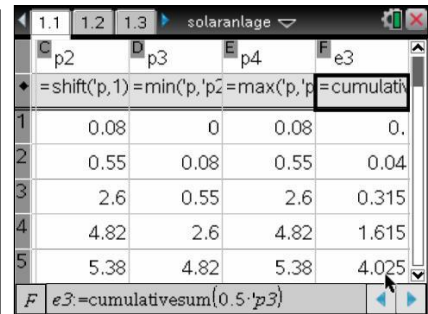 1.1 1.2 1.3 solaranlage
C p2 D p3 E p4 F e3
=shift('p,1) =min('p,'p2 =max('p,'p =cumulativ
1 0.08 0 0.08 0.
2 0.55 0.08 0.55 0.04
3 2.6 0.55 2.6 0.315
4 4.82 2.6 4.82 1.615
5 5.38 4.82 5.38 4.025
F e3:=cumulativesum(0.5·'p3)